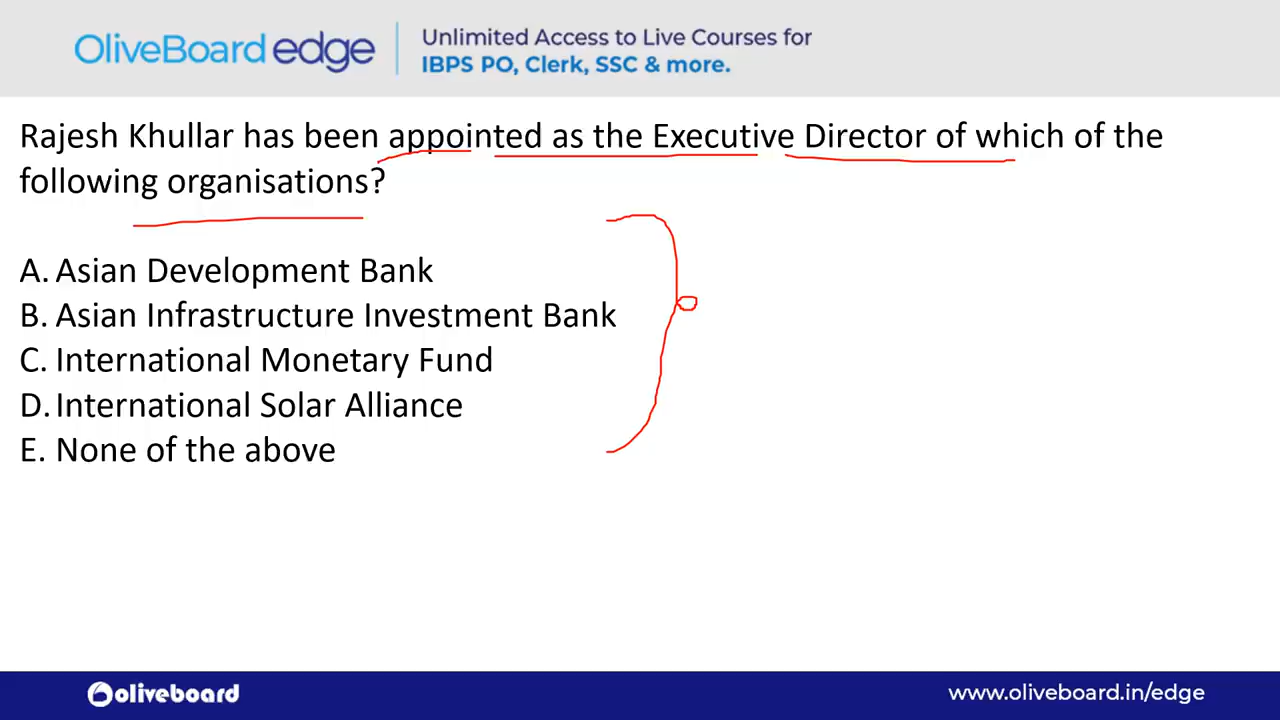 OliveBoard edge
Unlimited Access to Live Courses for
IBPS PO, Clerk, SSC & more.
Rajesh Khullar has been appointed as the Executive Director of which of the
following organisations?
A. Asian Development Bank
B. Asian Infrastructure Investment Bank
C. International Monetary Fund
D. International Solar Alliance
E. None of the above
oliveboard
www.oliveboard.in/edge